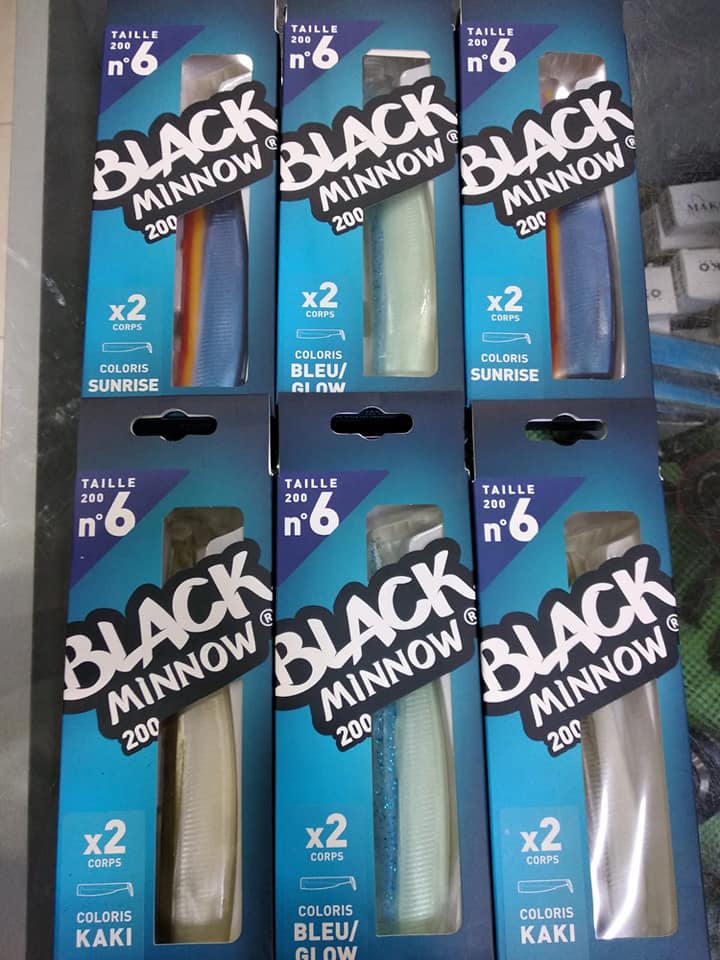 TAILLE
200
n°6
BLACK
MINNOW®
200
x2
CORPS
COLORIS
SUNRISE
TAILLE
200
n°6
BLACK
MINNOW®
200
x2
CORPS
COLORIS
BLEU/
GLOW
TAILLE
200
n°6
BLACK
MINNOW®
200
x2
CORPS
COLORIS
SUNRISE
TAILLE
200
n°6
BLACK
MINNOW®
200
x2
CORPS
COLORIS
KAKI
TAILLE
200
n°6
BLACK
MINNOW®
200
x2
CORPS
COLORIS
BLEU/
GLOW
TAILLE
200
n°6
BLACK
MINNOW®
200
x2
CORPS
COLORIS
KAKI